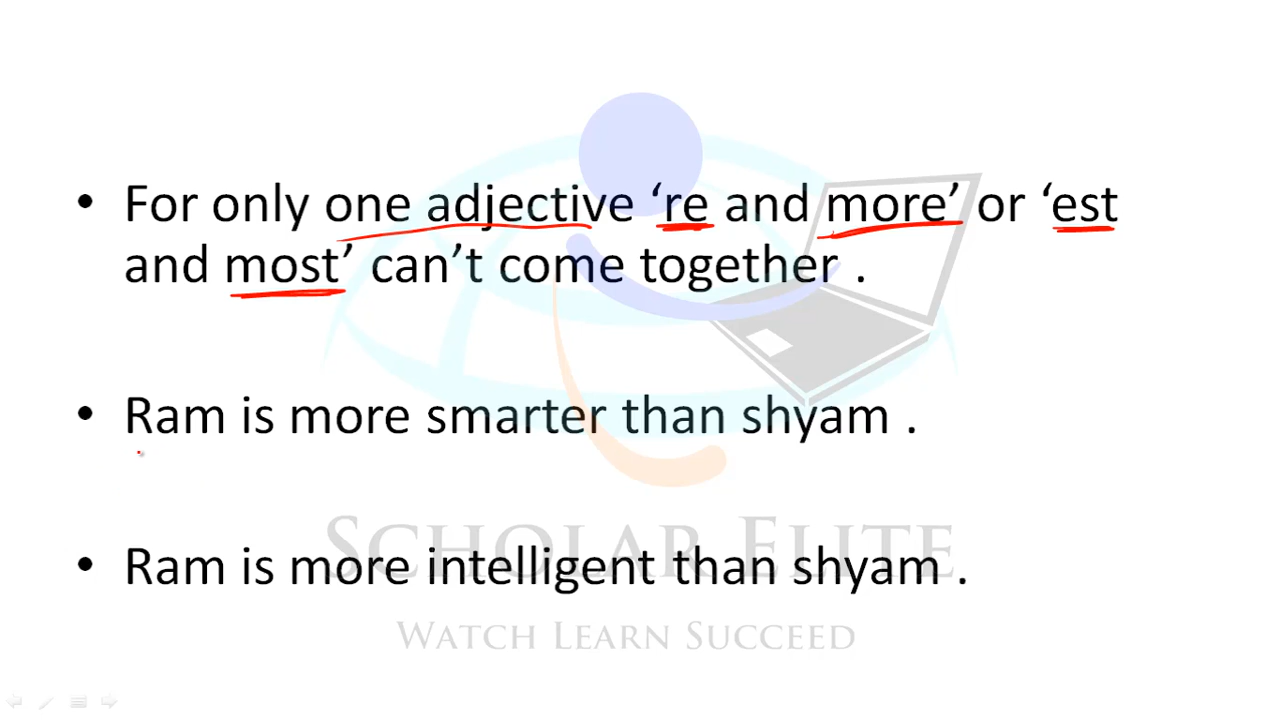 • For only one adjective ‘re and more’ or ‘est
and most’ can’t come together .
• Ram is more smarter than shyam .
• Ram is more intelligent than shyam .
SCHOLAR ELITE
WATCH LEARN SUCCEED